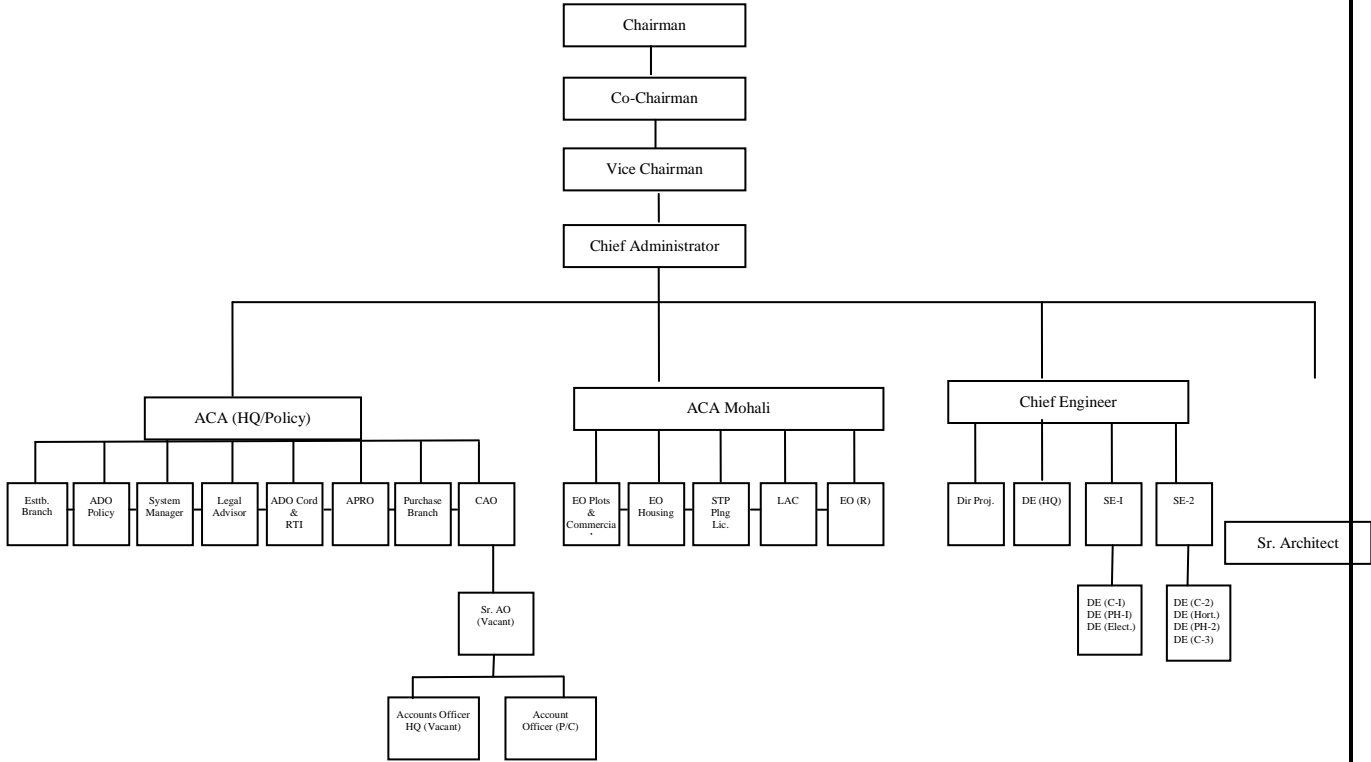 Chairman
Co-Chairman
Vice Chairman
Chief Administrator
ACA (HQ/Policy)
ACA Mohali
Chief Engineer
Esttb.
Branch
ADO
Policy
System
Manager
Legal
Advisor
ADO Cord
&
RTI
APRO
Purchase
Branch
CAO
EO Plots
&
Commercia
EO
Housing
STP
Plng
Lic.
LAC
EO (R)
Dir Proj.
DE (HQ)
SE-I
SE-2
Sr. Architect
Sr. AO
(Vacant)
DE (C-I)
DE (PH-I)
DE (Elect.)
DE (C-2)
DE (Hort.)
DE (PH-2)
DE (C-3)
Accounts Officer
HQ (Vacant)
Account
Officer (P/C)